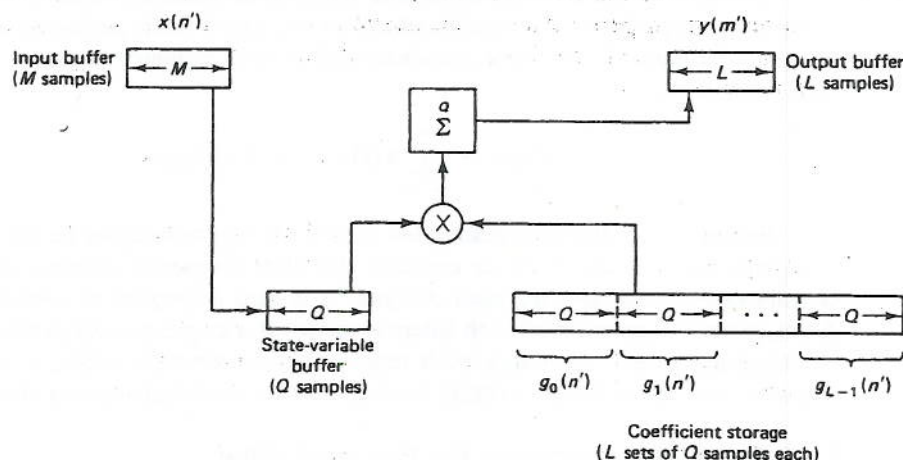 x(n')
y(m')
Input buffer
(M samples)
M
L
Output buffer
(L samples)
Q
Σ
X
Q
Q
Q
...
Q
State-variable
buffer
(Q samples)
g0(n')
g1(n')
gL-1(n')
Coefficient storage
(L sets of Q samples each)